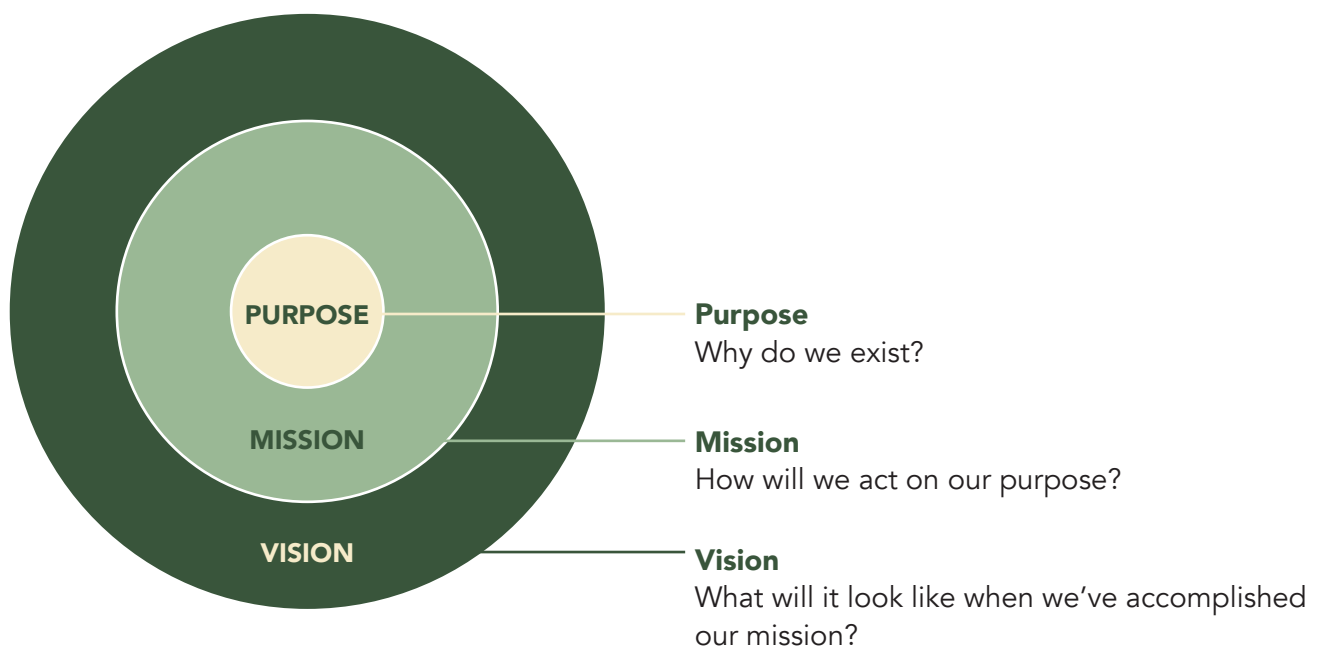 PURPOSE
MISSION
VISION
Purpose
Why do we exist?
Mission
How will we act on our purpose?
Vision
What will it look like when we’ve accomplished
our mission?